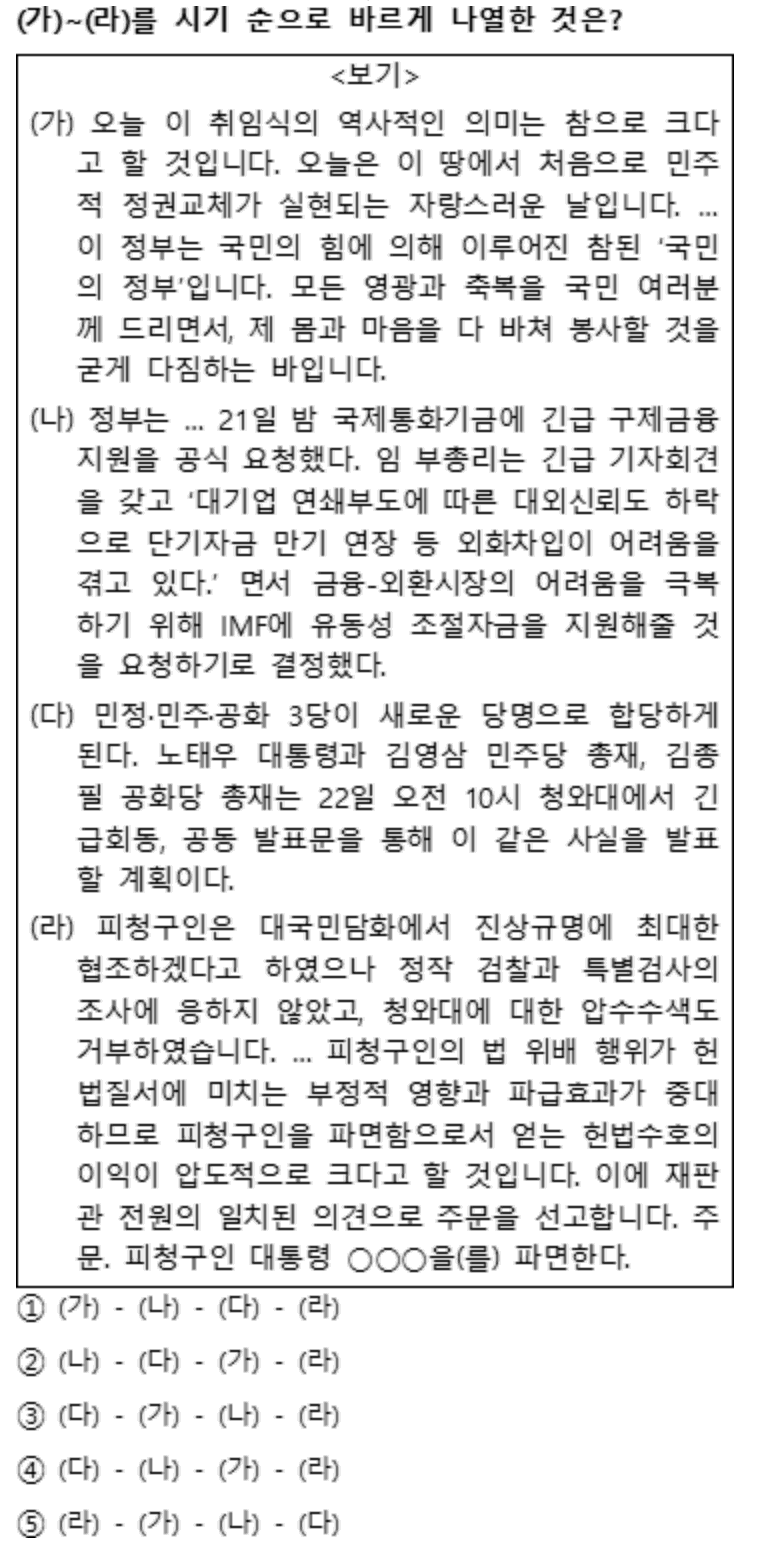 (가)~(라)를 시기 순으로 바르게 나열한 것은?
<보기>
(가) 오늘 이 취임식의 역사적인 의미는 참으로 크다
고 할 것입니다. 오늘은 이 땅에서 처음으로 민주
적 정권교체가 실현되는 자랑스러운 날입니다. ...
이 정부는 국민의 힘에 의해 이루어진 참된 '국민
의 정부'입니다. 모든 영광과 축복을 국민 여러분
께 드리면서, 제 몸과 마음을 다 바쳐 봉사할 것을
굳게 다짐하는 바입니다.
(나) 정부는 ... 21일 밤 국제통화기금에 긴급 구제금융
지원을 공식 요청했다. 임 부총리는 긴급 기자회견
을 갖고 '대기업 연쇄부도에 따른 대외신뢰도 하락
으로 단기자금 만기 연장 등 외화차입이 어려움을
겪고 있다.' 면서 금융-외환시장의 어려움을 극복
하기 위해 IMF에 유동성 조절자금을 지원해줄 것
을 요청하기로 결정했다.
(다) 민정·민주·공화 3당이 새로운 당명으로 합당하게
된다. 노태우 대통령과 김영삼 민주당 총재, 김종
필 공화당 총재는 22일 오전 10시 청와대에서 긴
급회동, 공동 발표문을 통해 이 같은 사실을 발표
할 계획이다.
(라) 피청구인은 대국민담화에서 진상규명에 최대한
협조하겠다고 하였으나 정작 검찰과 특별검사의
조사에 응하지 않았고, 청와대에 대한 압수수색도
거부하였습니다. ... 피청구인의 법 위배 행위가 헌
법질서에 미치는 부정적 영향과 파급효과가 중대
하므로 피청구인을 파면함으로서 얻는 헌법수호의
이익이 압도적으로 크다고 할 것입니다. 이에 재판
관 전원의 일치된 의견으로 주문을 선고합니다. 주
문. 피청구인 대통령 ○○○을(를) 파면한다.
① (가) - (나) - (다) - (라)
② (나) - (다) - (가) - (라)
③ (다) - (가) - (나) - (라)
④ (다) - (나) - (가) - (라)
⑤ (라) - (가) - (나) - (다)